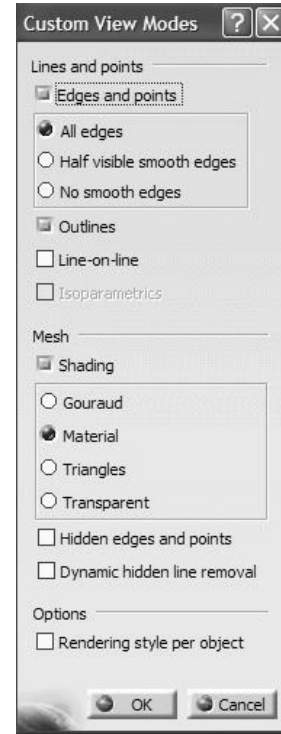 Custom View Modes ? X
Lines and points
Edges and points
All edges
Half visible smooth edges
No smooth edges
Outlines
Line-on-line
Isoparametrics
Mesh
Shading
Gouraud
Material
Triangles
Transparent
Hidden edges and points
Dynamic hidden line removal
Options
Rendering style per object
OK Cancel